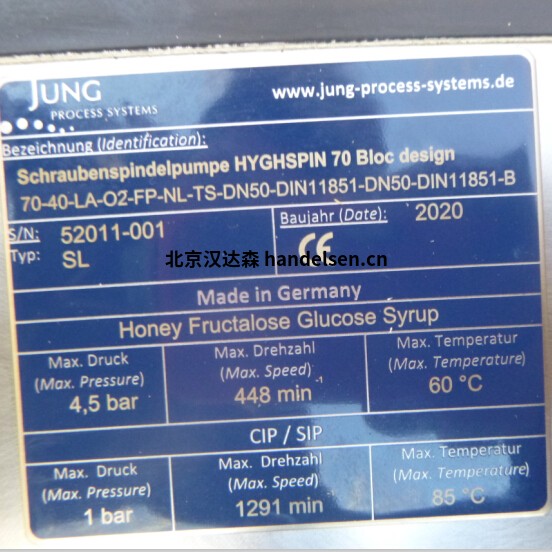 JUNG
PROCESS SYSTEMS
www.jung-process-systems.de
Bezeichnung (Identification):
Schraubenspindelpumpe HYGHSPIN 70 Bloc design
70-40-LA-O2-FP-NL-TS-DN50-DIN11851-DN50-DIN11851-B
S/N: 52011-001
Baujahr (Date): 2020
Typ: SL
CE
北京汉达森 handelsen.cn
Made in Germany
Honey Fructalose Glucose Syrup
Max. Druck
(Max. Pressure)
4,5 bar
Max. Drehzahl
(Max. Speed)
448 min⁻¹
Max. Temperatur
(Max. Temperature)
60 °C
CIP / SIP
Max. Druck
(Max. Pressure)
1 bar
Max. Drehzahl
(Max. Speed)
1291 min
Max. Temperatur
(Max. Temperature)
85 °C